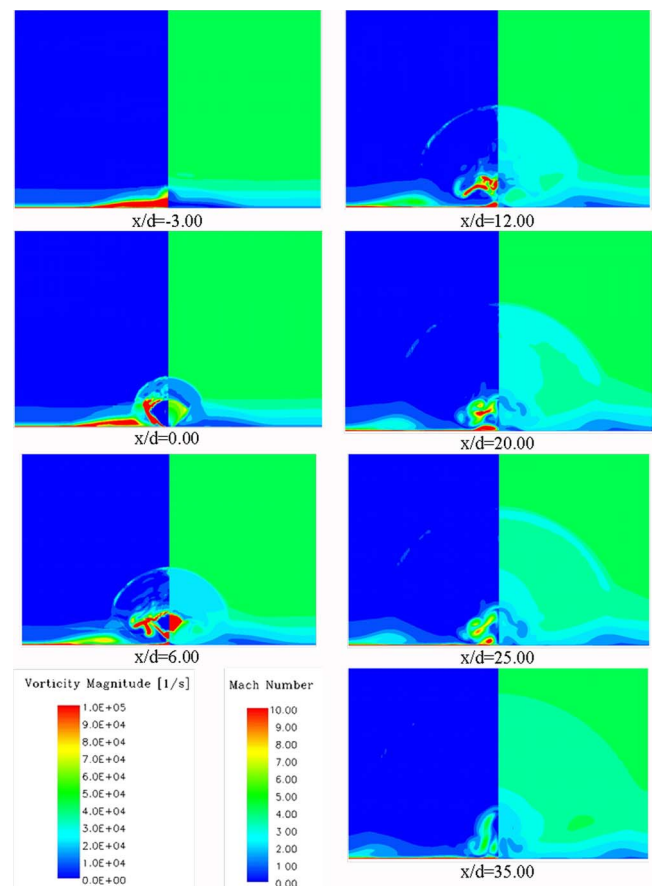 x/d=-3.00
x/d=0.00
x/d=6.00
x/d=12.00
x/d=20.00
x/d=25.00
x/d=35.00
Vorticity Magnitude [1/s]
1.0E+05
9.0E+04
8.0E+04
7.0E+04
6.0E+04
5.0E+04
4.0E+04
3.0E+04
2.0E+04
1.0E+04
0.0E+00
Mach Number
10.00
9.00
8.00
7.00
6.00
5.00
4.00
3.00
2.00
1.00
0.00